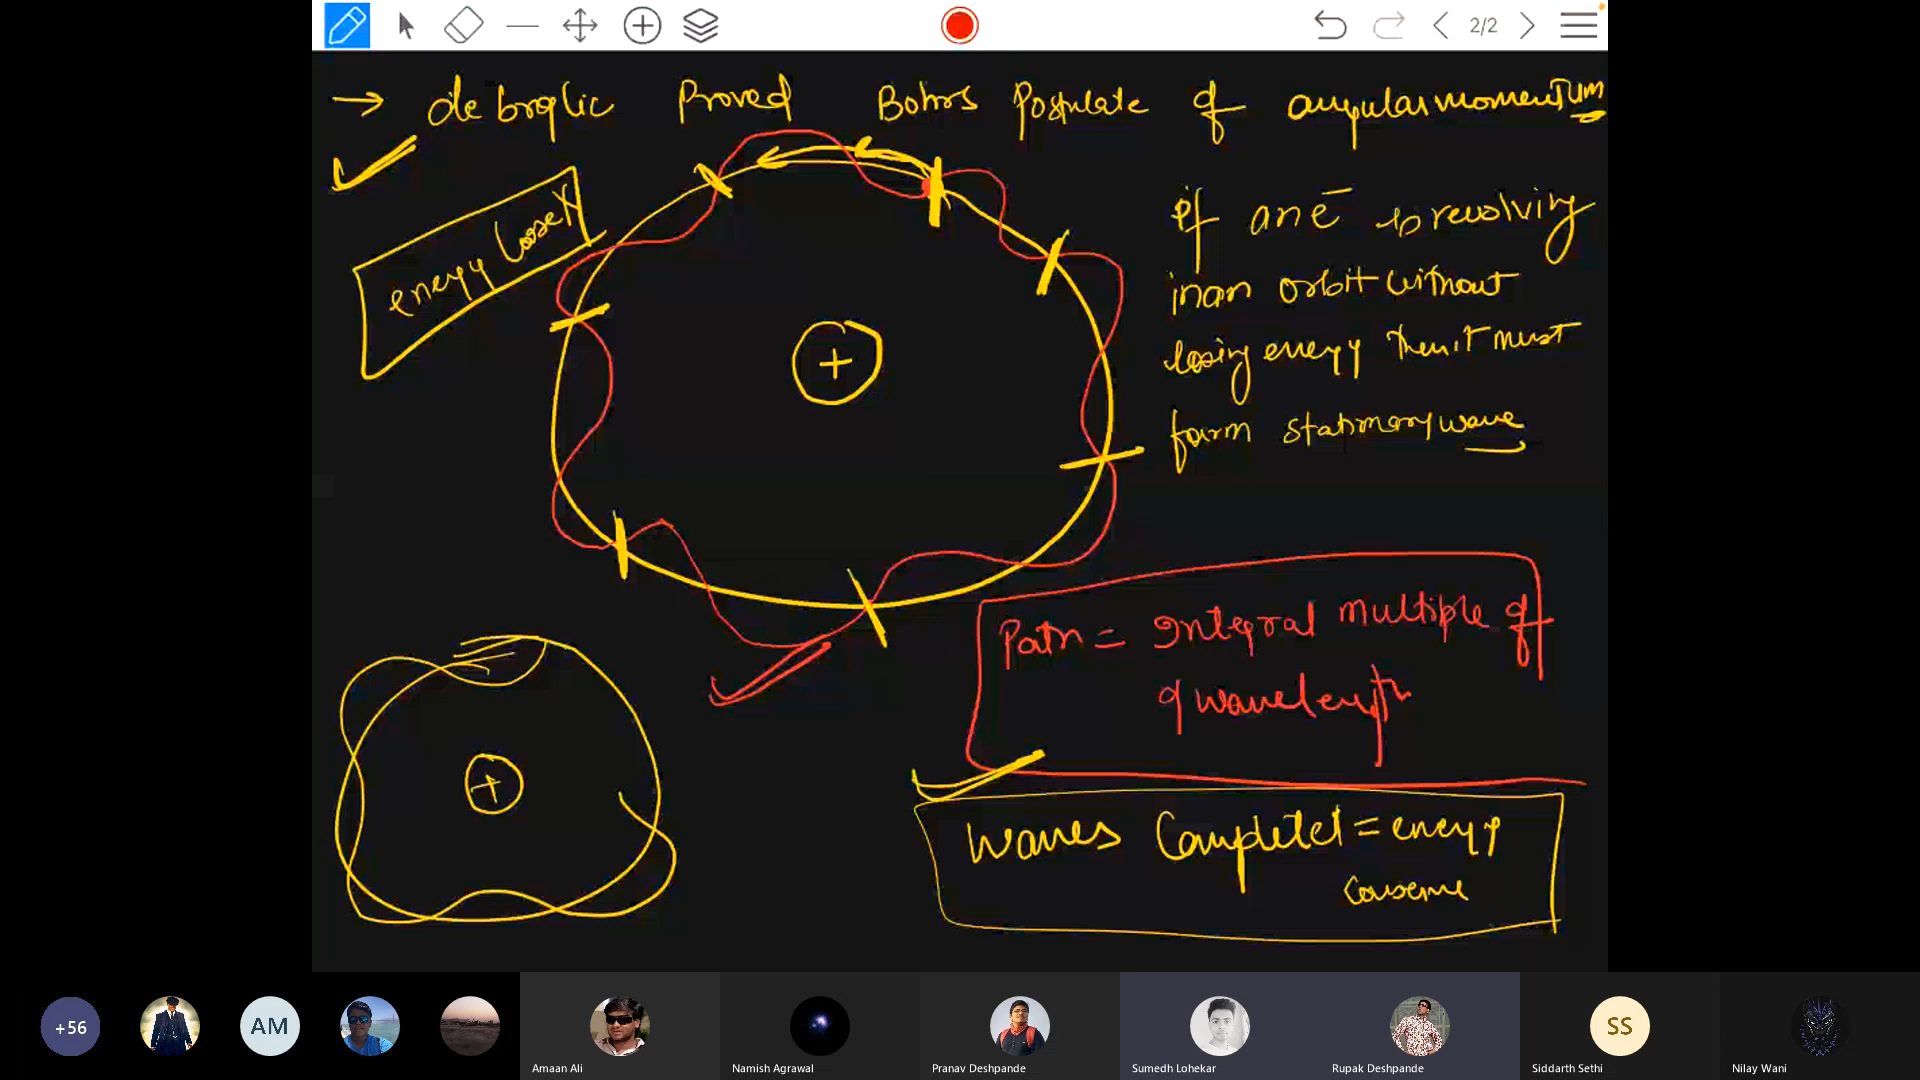 2/2
→ de broglie Proved Bohrs Postulate of angular momentum
energy loose X
if an e⁻ is revolving
in an orbit without
losing energy then it must
form stationary wave
+
Path = Integral multiple of
of wavelength
+
Waves Completed = energy
Conserve
+56
AM
SS
Amaan Ali
Namish Agrawal
Pranav Deshpande
Sumedh Lohekar
Rupak Deshpande
Siddarth Sethi
Nilay Wani